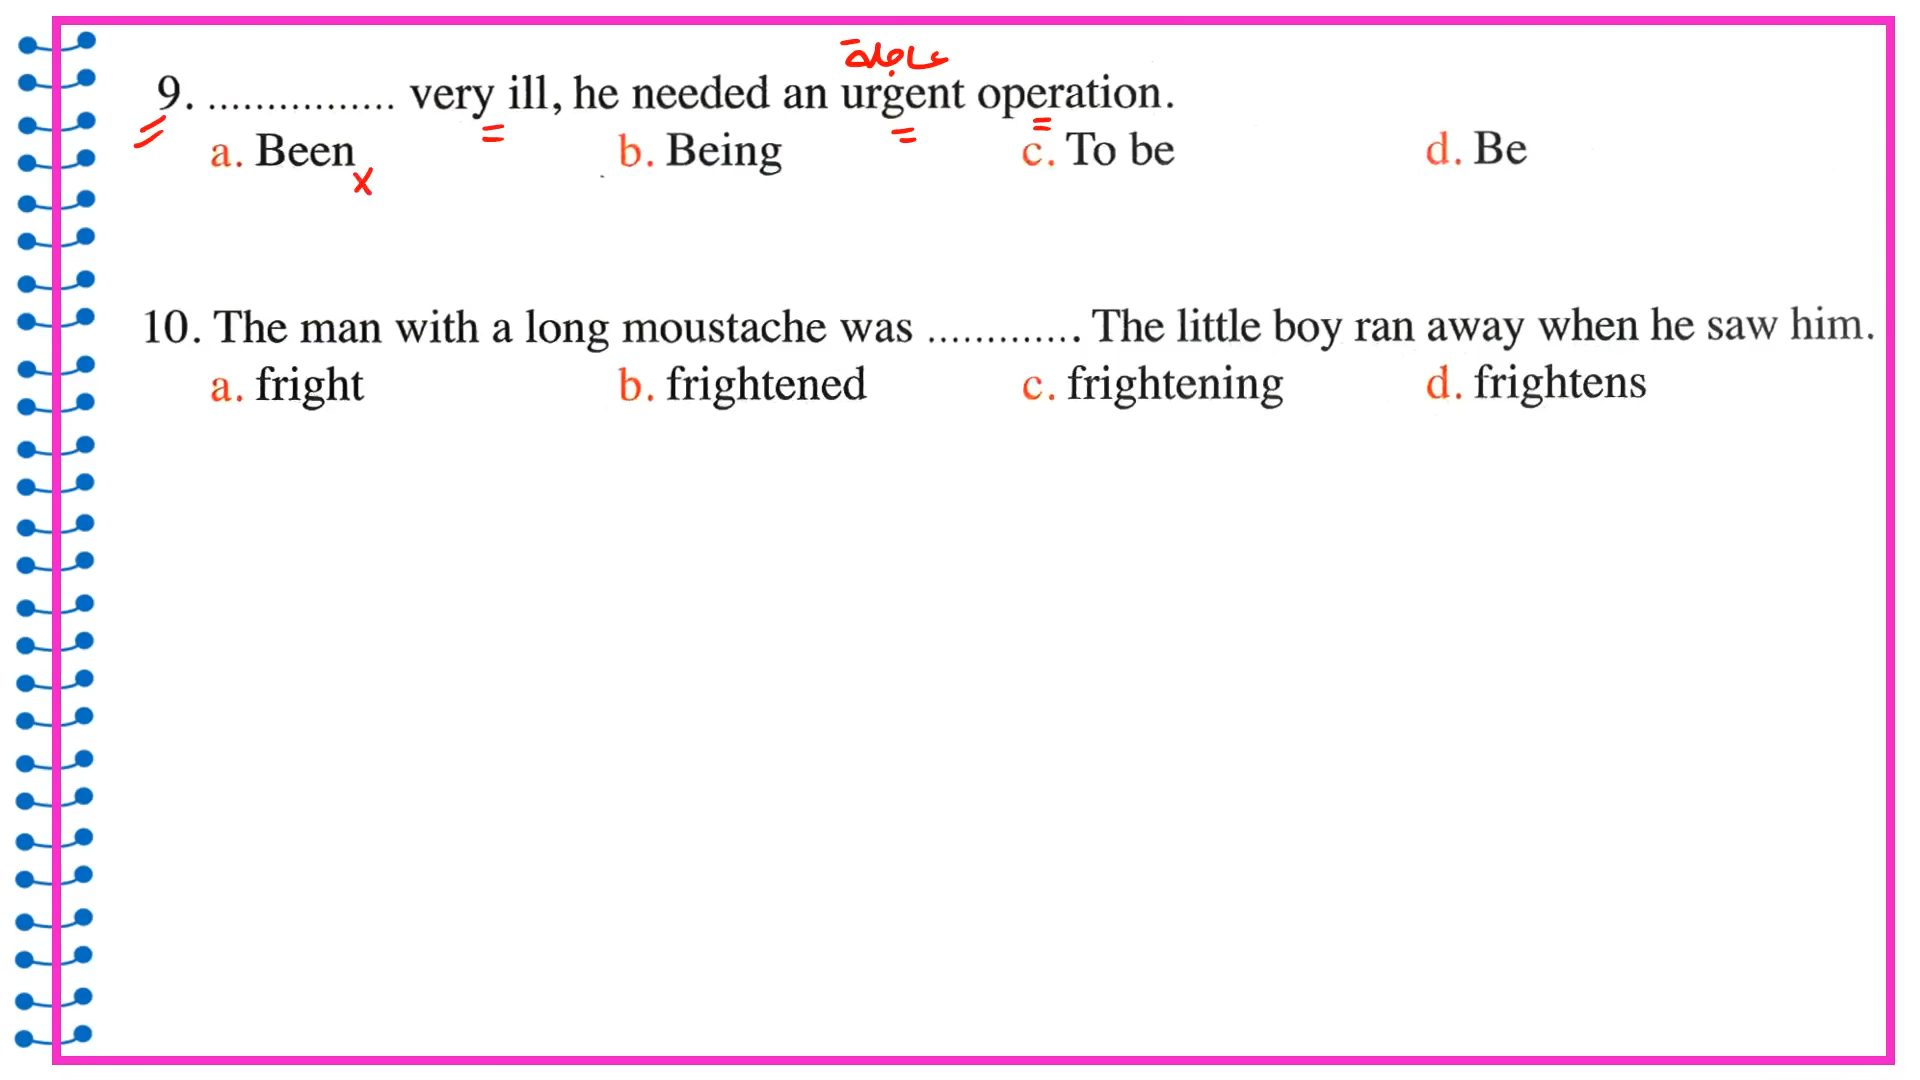 عاجلة
9. ................ very ill, he needed an urgent operation.
a. Been x b. Being c. To be d. Be
10. The man with a long moustache was ............. The little boy ran away when he saw him.
a. fright b. frightened c. frightening d. frightens